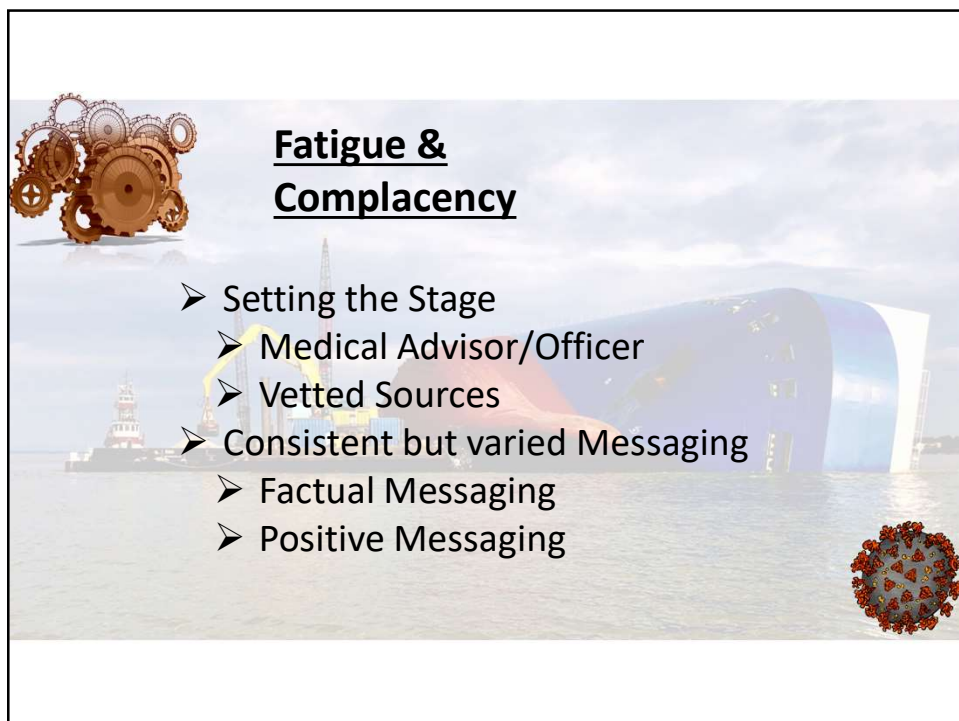 Fatigue &
Complacency
➢ Setting the Stage
➢ Medical Advisor/Officer
➢ Vetted Sources
➢ Consistent but varied Messaging
➢ Factual Messaging
➢ Positive Messaging